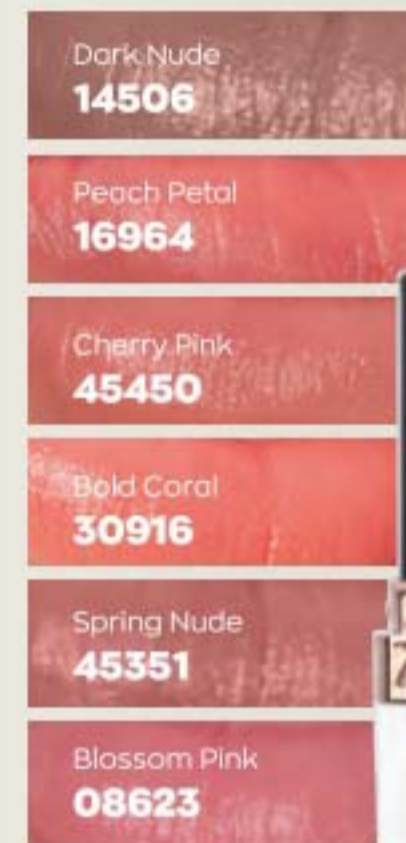 Dark Nude
14506
Peach Petal
16964
Cherry Pink
45450
Bold Coral
30916
Spring Nude
45351
Blossom Pink
08623